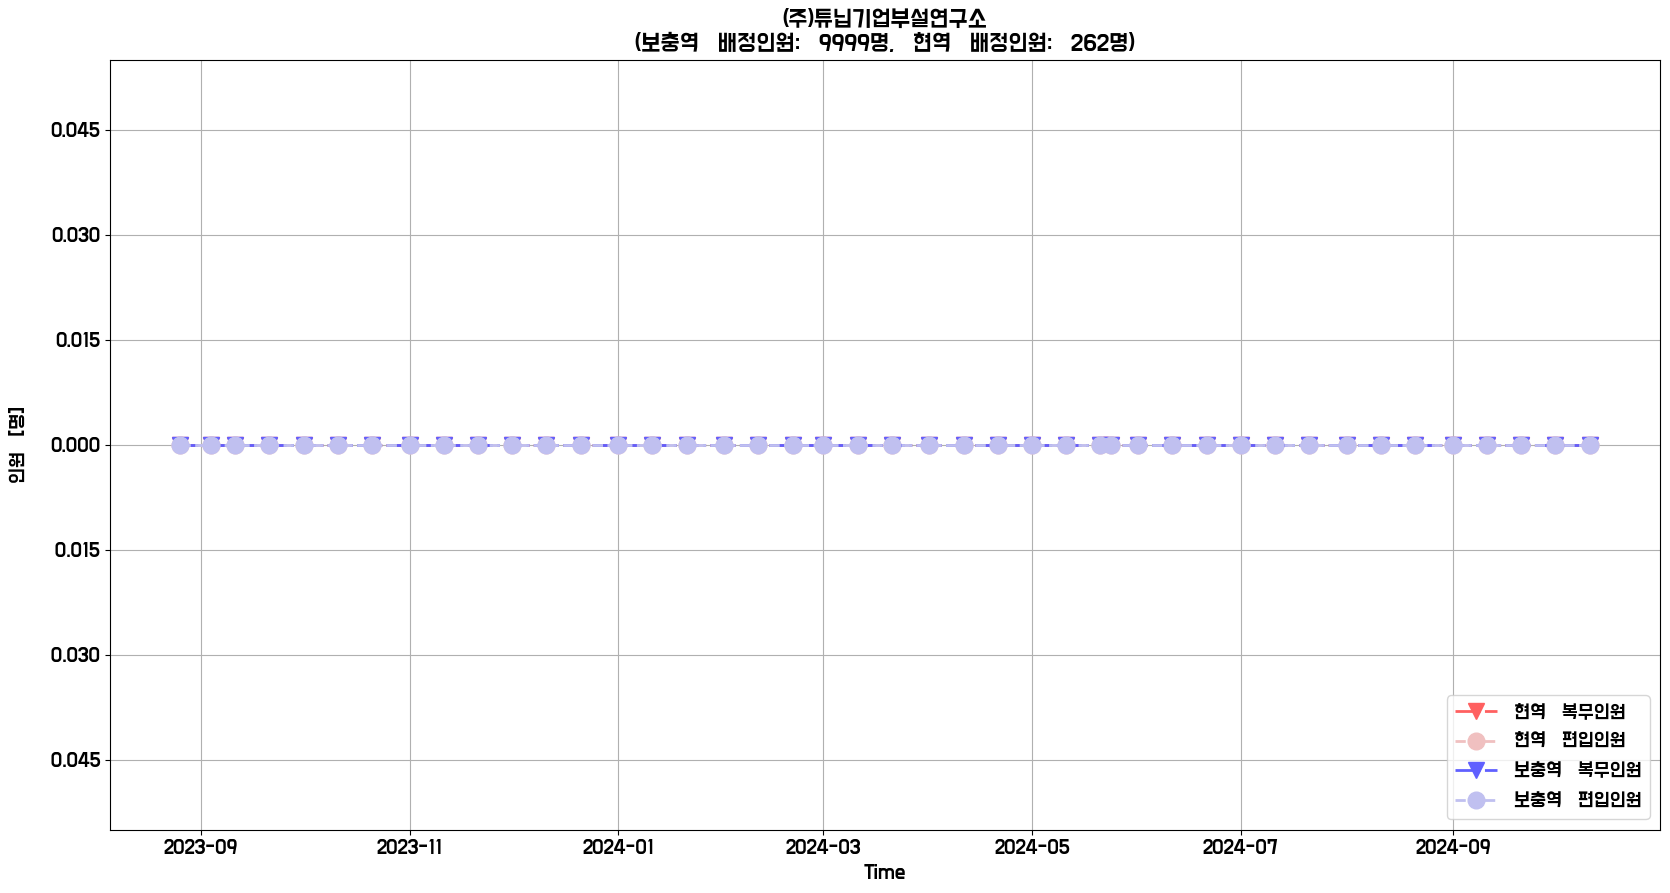 (주)튜닙기업부설연구소
(보충역 배정인원: 9999명, 현역 배정인원: 262명)
0.045
0.030
0.015
0.000
0.015
0.030
0.045
인원 [명]
2023-09
2023-11
2024-01
2024-03
2024-05
2024-07
2024-09
Time
현역 복무인원
현역 편입인원
보충역 복무인원
보충역 편입인원